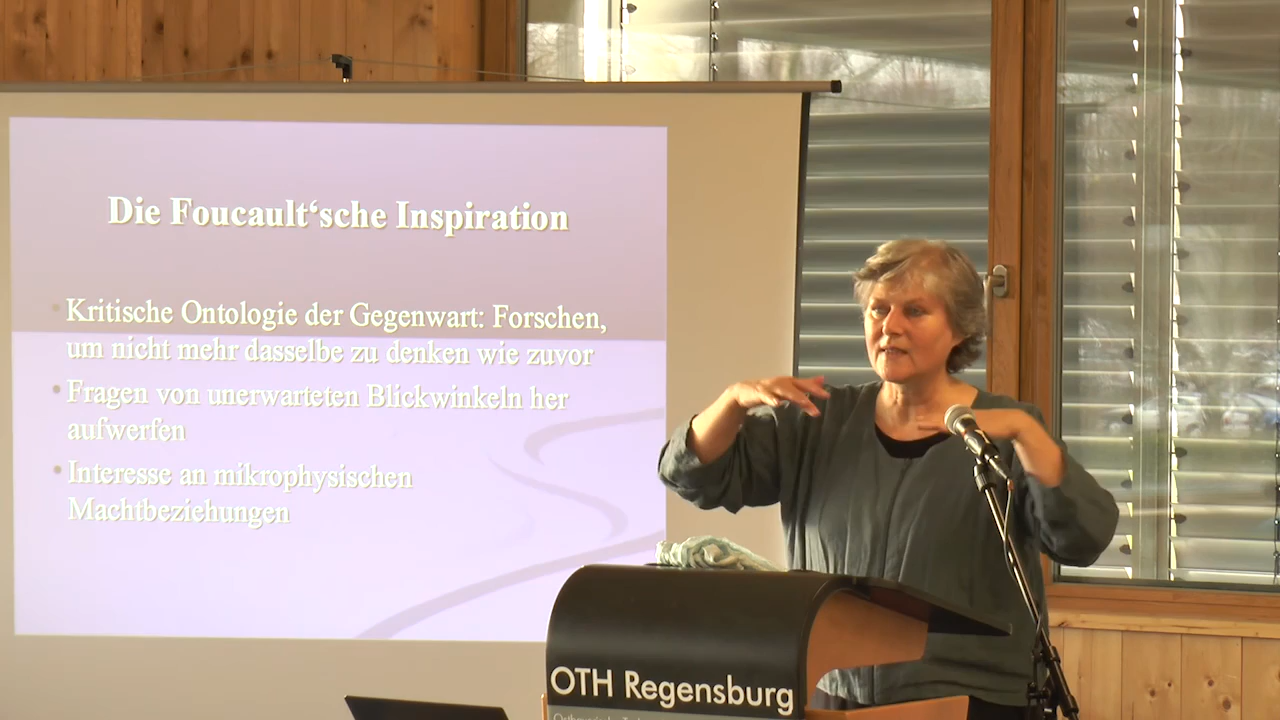 Die Foucault‘sche Inspiration
Kritische Ontologie der Gegenwart: Forschen,
um nicht mehr dasselbe zu denken wie zuvor
Fragen von unerwarteten Blickwinkeln her
aufwerfen
Interesse an mikrophysischen
Machtbeziehungen
OTH Regensburg